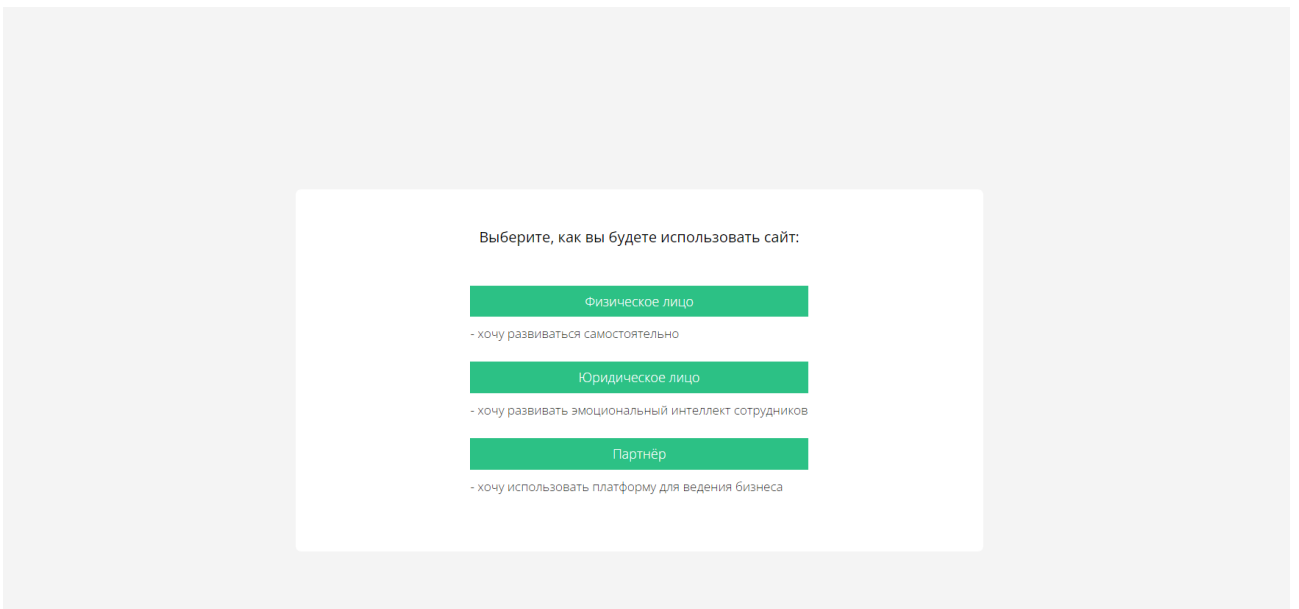 Выберите, как вы будете использовать сайт:
Физическое лицо
- хочу развиваться самостоятельно
Юридическое лицо
- хочу развивать эмоциональный интеллект сотрудников
Партнёр
- хочу использовать платформу для ведения бизнеса